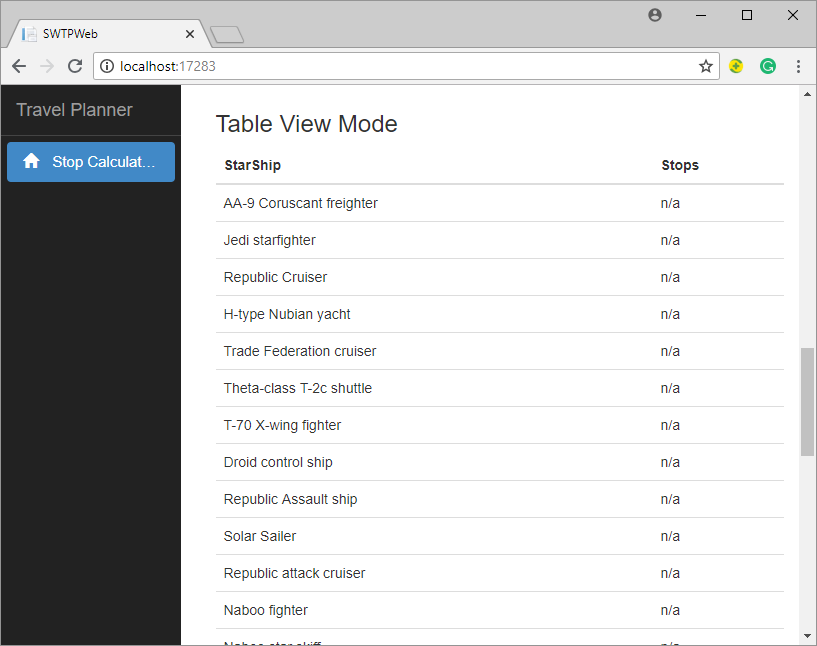 SWTPWeb
localhost:17283
Travel Planner
Stop Calculat...
Table View Mode
StarShip Stops
AA-9 Coruscant freighter n/a
Jedi starfighter n/a
Republic Cruiser n/a
H-type Nubian yacht n/a
Trade Federation cruiser n/a
Theta-class T-2c shuttle n/a
T-70 X-wing fighter n/a
Droid control ship n/a
Republic Assault ship n/a
Solar Sailer n/a
Republic attack cruiser n/a
Naboo fighter n/a